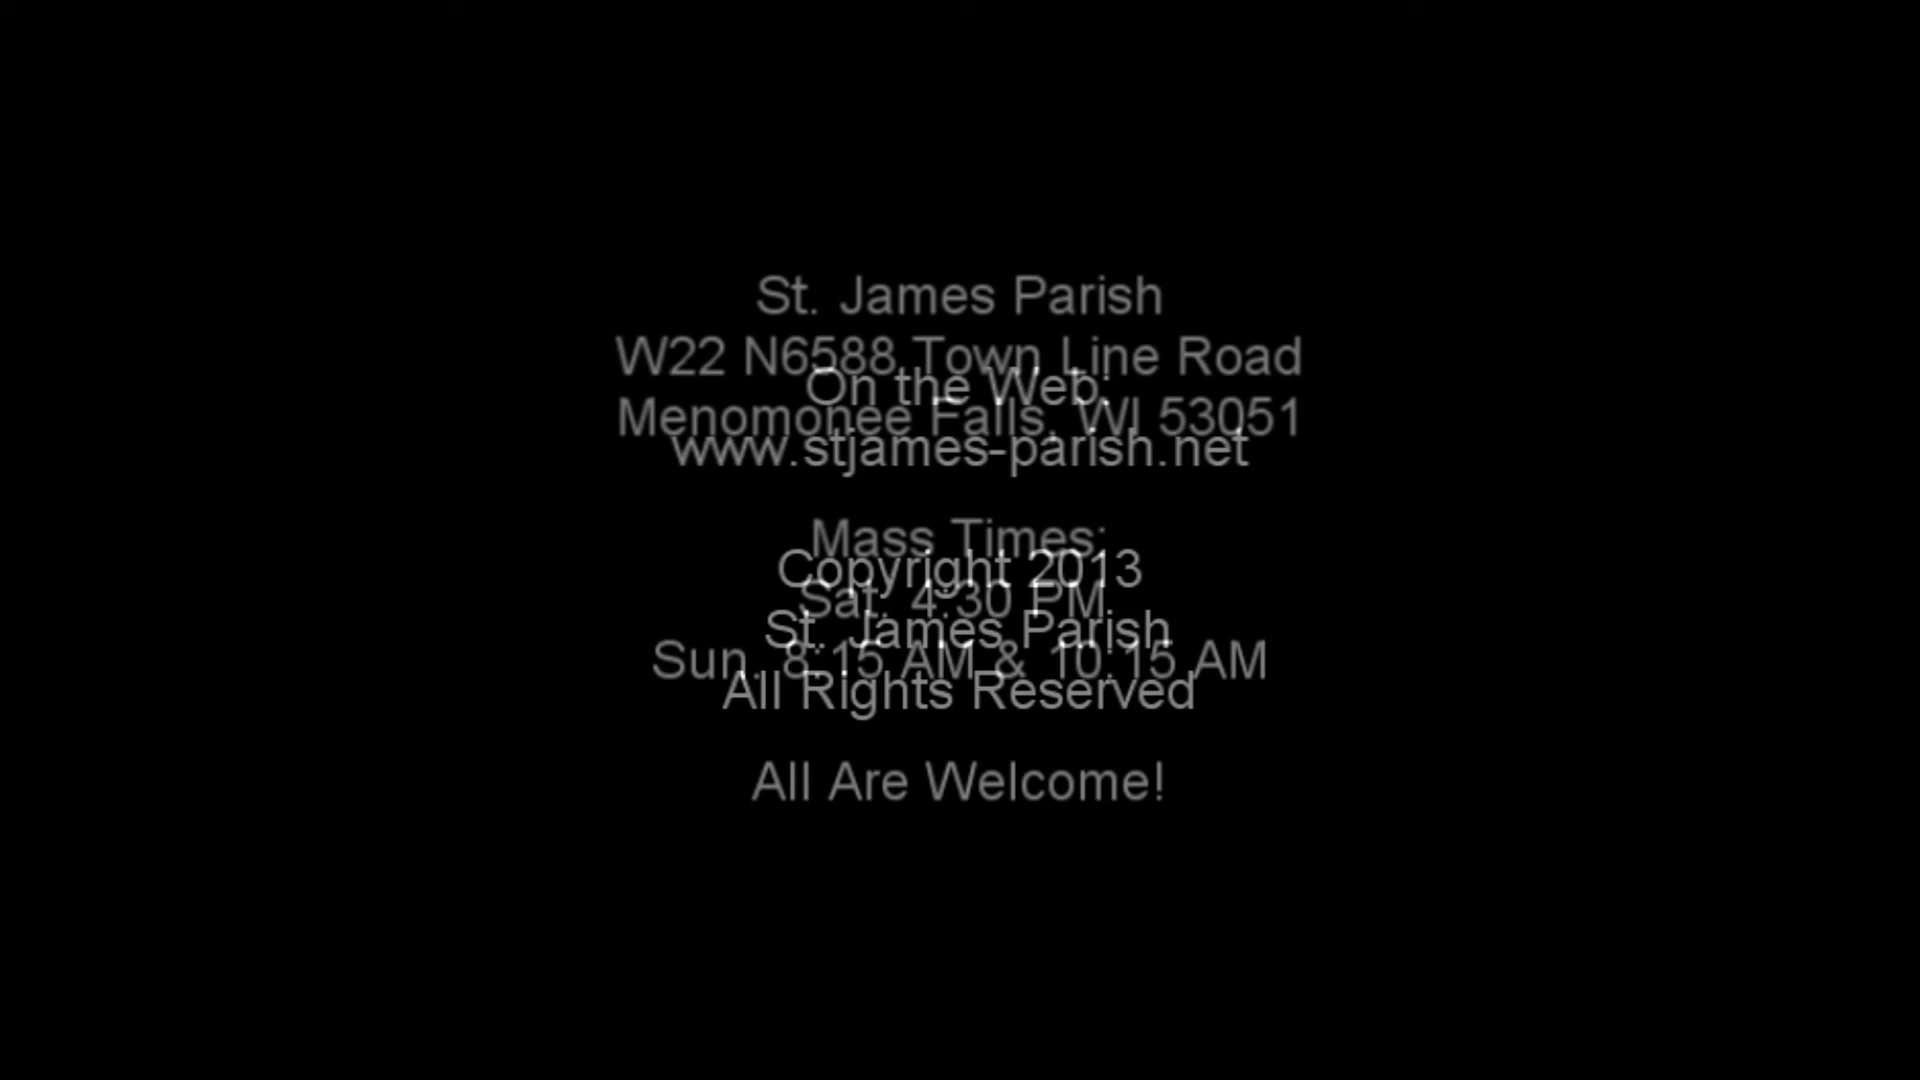 St. James Parish
W22 N6588 Town Line Road
On the Web:
Menomonee Falls, WI 53051
www.stjames-parish.net
Mass Times:
Copyright 2013
Sat. 4:30 PM
St. James Parish
Sun. 8:15 AM & 10:15 AM
All Rights Reserved
All Are Welcome!